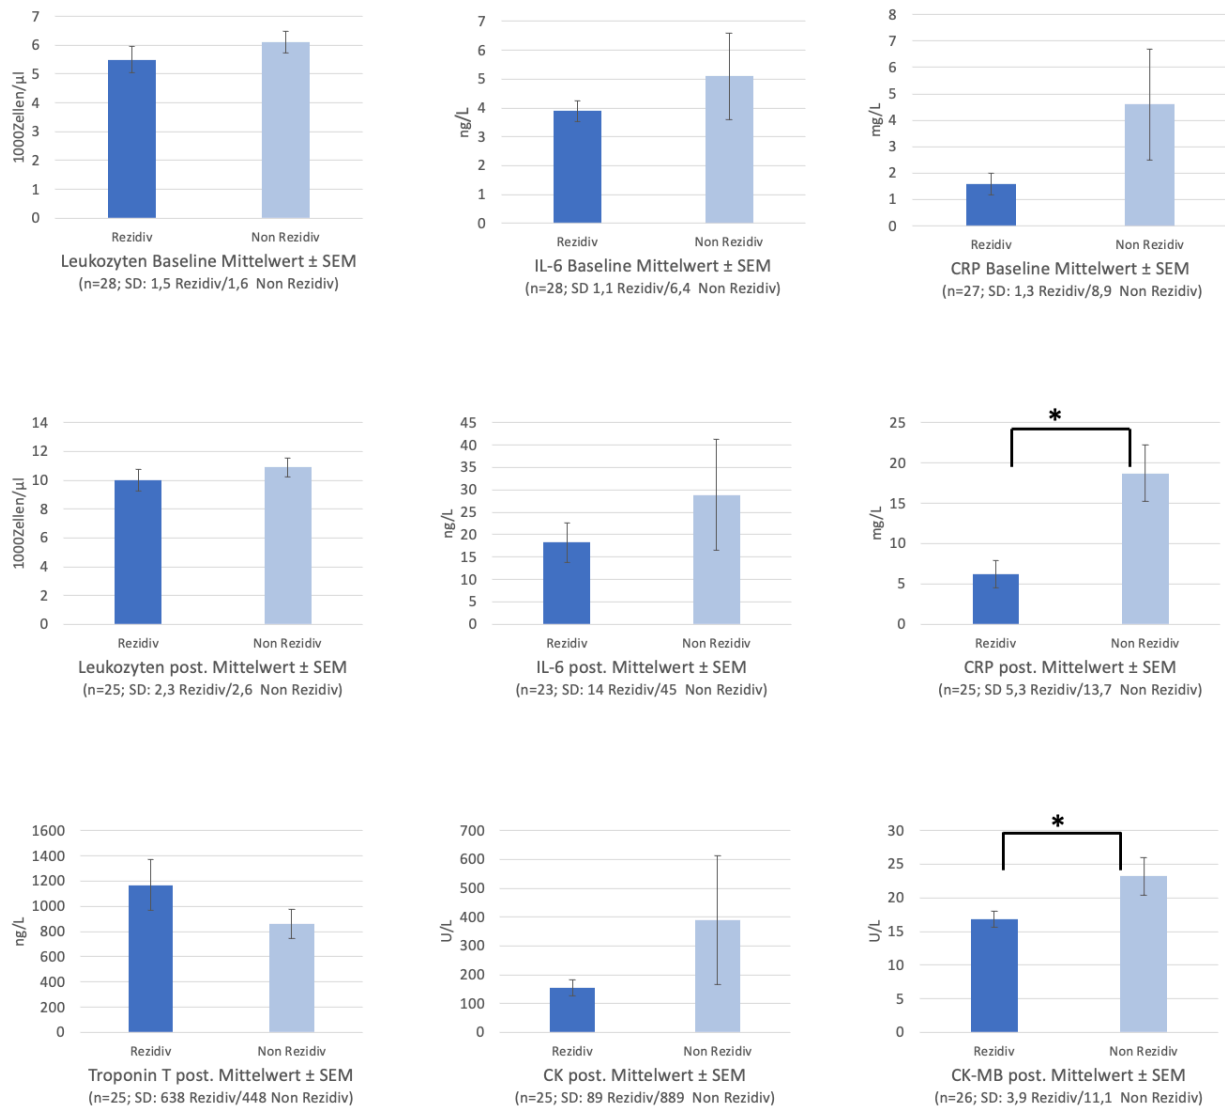 7
6
5
4
3
2
1
0
1000Zellen/µl
Rezidiv
Non Rezidiv
Leukozyten Baseline Mittelwert ± SEM
(n=28; SD: 1,5 Rezidiv/1,6 Non Rezidiv)
7
6
5
4
3
2
1
0
ng/L
Rezidiv
Non Rezidiv
IL-6 Baseline Mittelwert ± SEM
(n=28; SD 1,1 Rezidiv/6,4 Non Rezidiv)
8
7
6
5
4
3
2
1
0
mg/L
Rezidiv
Non Rezidiv
CRP Baseline Mittelwert ± SEM
(n=27; SD: 1,3 Rezidiv/8,9 Non Rezidiv)
14
12
10
8
6
4
2
0
1000Zellen/µl
Rezidiv
Non Rezidiv
Leukozyten post. Mittelwert ± SEM
(n=25; SD: 2,3 Rezidiv/2,6 Non Rezidiv)
45
40
35
30
25
20
15
10
5
0
ng/L
Rezidiv
Non Rezidiv
IL-6 post. Mittelwert ± SEM
(n=23; SD: 14 Rezidiv/45 Non Rezidiv)
25
20
15
10
5
0
mg/L
*
Rezidiv
Non Rezidiv
CRP post. Mittelwert ± SEM
(n=25; SD 5,3 Rezidiv/13,7 Non Rezidiv)
1600
1400
1200
1000
800
600
400
200
0
ng/L
Rezidiv
Non Rezidiv
Troponin T post. Mittelwert ± SEM
(n=25; SD: 638 Rezidiv/448 Non Rezidiv)
700
600
500
400
300
200
100
0
U/L
Rezidiv
Non Rezidiv
CK post. Mittelwert ± SEM
(n=25; SD: 89 Rezidiv/889 Non Rezidiv)
30
25
20
15
10
5
0
U/L
*
Rezidiv
Non Rezidiv
CK-MB post. Mittelwert ± SEM
(n=26; SD: 3,9 Rezidiv/11,1 Non Rezidiv)